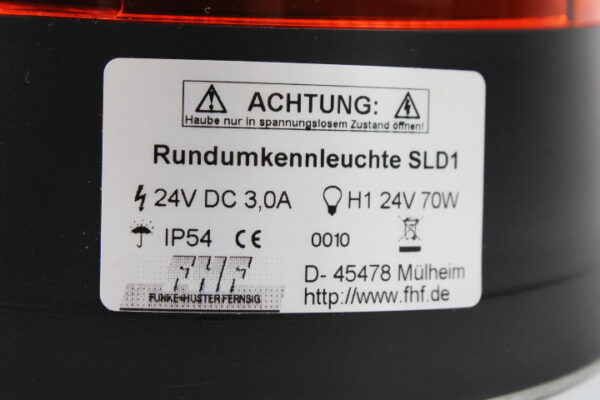 ACHTUNG:
Haube nur in spannungslosem Zustand öffnen!
Rundumkennleuchte SLD1
24V DC 3,0A H1 24V 70W
IP54 CE 0010
FHF
FUNKE+HUSTER FERNSIG
D- 45478 Mülheim
http://www.fhf.de